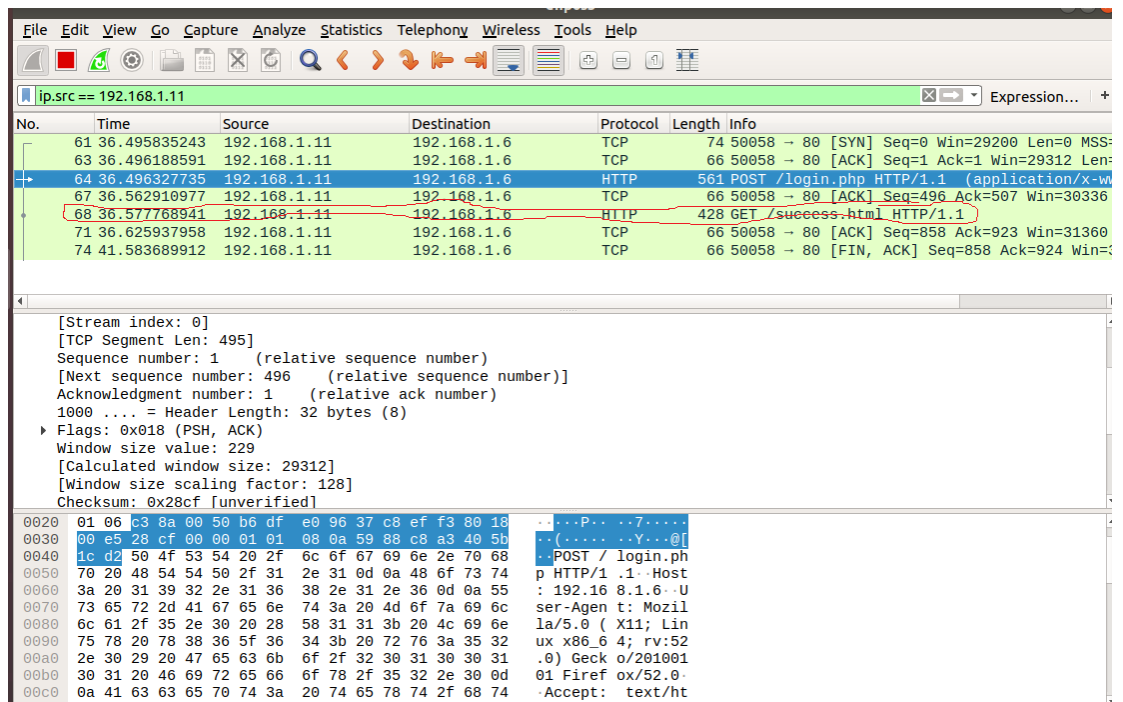 File Edit View Go Capture Analyze Statistics Telephony Wireless Tools Help
ip.src == 192.168.1.11 Expression… +
No. Time Source Destination Protocol Length Info
61 36.495835243 192.168.1.11 192.168.1.6 TCP 74 50058 → 80 [SYN] Seq=0 Win=29200 Len=0 MSS=
63 36.496188591 192.168.1.11 192.168.1.6 TCP 66 50058 → 80 [ACK] Seq=1 Ack=1 Win=29312 Len=
64 36.496327735 192.168.1.11 192.168.1.6 HTTP 561 POST /login.php HTTP/1.1 (application/x-ww
67 36.562910977 192.168.1.11 192.168.1.6 TCP 66 50058 → 80 [ACK] Seq=496 Ack=507 Win=30336
68 36.577768941 192.168.1.11 192.168.1.6 HTTP 428 GET /success.html HTTP/1.1
71 36.625937958 192.168.1.11 192.168.1.6 TCP 66 50058 → 80 [ACK] Seq=858 Ack=923 Win=31360
74 41.583689912 192.168.1.11 192.168.1.6 TCP 66 50058 → 80 [FIN, ACK] Seq=858 Ack=924 Win=3
[Stream index: 0]
[TCP Segment Len: 495]
Sequence number: 1 (relative sequence number)
[Next sequence number: 496 (relative sequence number)]
Acknowledgment number: 1 (relative ack number)
1000 .... = Header Length: 32 bytes (8)
Flags: 0x018 (PSH, ACK)
Window size value: 229
[Calculated window size: 29312]
[Window size scaling factor: 128]
Checksum: 0x28cf [unverified]
0020 01 06 c3 8a 00 50 b6 df e0 96 37 c8 ef f3 80 18 ·····P·· ··7·····
0030 00 e5 28 cf 00 00 01 01 08 0a 59 88 c8 a3 40 5b ··(····· ··Y···@[
0040 1c d2 50 4f 53 54 20 2f 6c 6f 67 69 6e 2e 70 68 ··POST / login.ph
0050 70 20 48 54 54 50 2f 31 2e 31 0d 0a 48 6f 73 74 p HTTP/1 .1··Host
0060 3a 20 31 39 32 2e 31 36 38 2e 31 2e 36 0d 0a 55 : 192.16 8.1.6··U
0070 73 65 72 2d 41 67 65 6e 74 3a 20 4d 6f 7a 69 6c ser-Agen t: Mozil
0080 6c 61 2f 35 2e 30 20 28 58 31 31 3b 20 4c 69 6e la/5.0 ( X11; Lin
0090 75 78 20 78 38 36 5f 36 34 3b 20 72 76 3a 35 32 ux x86_6 4; rv:52
00a0 2e 30 29 20 47 65 63 6b 6f 2f 32 30 31 30 30 31 .0) Geck o/201001
00b0 30 31 20 46 69 72 65 66 6f 78 2f 35 32 2e 30 0d 01 Firef ox/52.0·
00c0 0a 41 63 63 65 70 74 3a 20 74 65 78 74 2f 68 74 ·Accept: text/ht